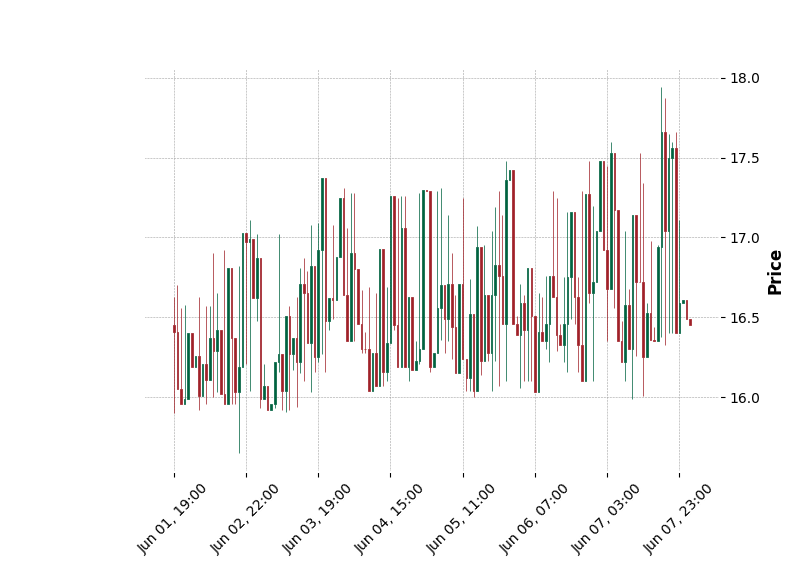 18.0
17.5
17.0
16.5
16.0
Price
Jun 01, 19:00
Jun 02, 22:00
Jun 03, 19:00
Jun 04, 15:00
Jun 05, 11:00
Jun 06, 07:00
Jun 07, 03:00
Jun 07, 23:00